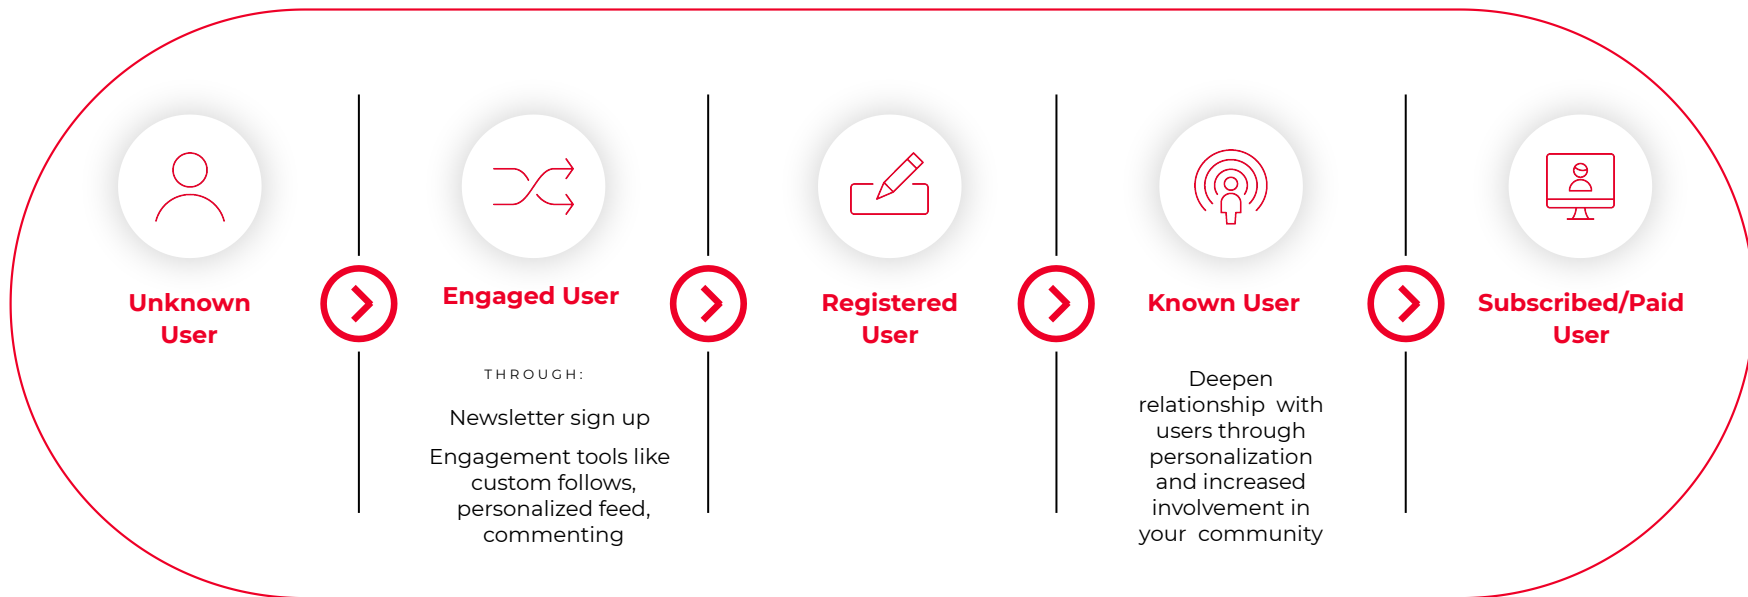 Unknown
User
Engaged User
THROUGH:
Newsletter sign up
Engagement tools like
custom follows,
personalized feed,
commenting
Registered
User
Known User
Deepen
relationship with
users through
personalization
and increased
involvement in
your community
Subscribed/Paid
User